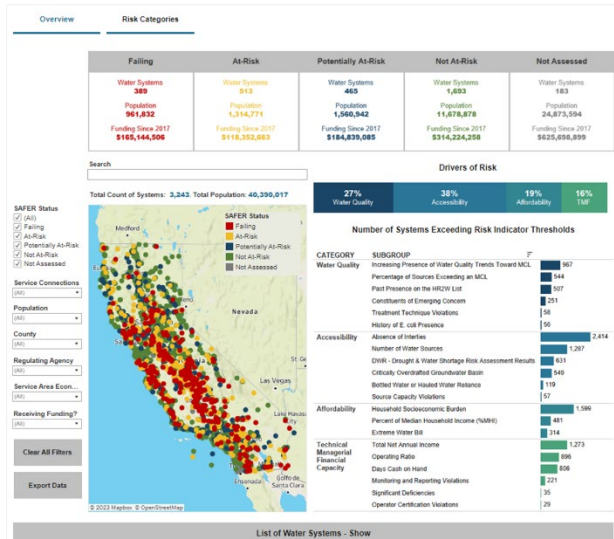 Overview
Risk Categories
Failing
At-Risk
Potentially At-Risk
Not At-Risk
Not Assessed
Water Systems
389
Water Systems
513
Water Systems
465
Water Systems
1,693
Water Systems
183
Population
961,832
Population
1,314,771
Population
1,560,942
Population
11,678,878
Population
24,873,594
Funding Since 2017
$165,144,506
Funding Since 2017
$118,352,663
Funding Since 2017
$184,839,085
Funding Since 2017
$314,224,258
Funding Since 2017
$625,698,899
Search
Total Count of Systems: 3,243. Total Population: 40,390,017
SAFER Status
(All)
Failing
At-Risk
Potentially At-Risk
Not At-Risk
Not Assessed
Service Connections
(All)
Population
(All)
County
(All)
Regulating Agency
(All)
Service Area Econ...
(All)
Receiving Funding?
(All)
Clear All Filters
Export Data
SAFER Status
Failing
At-Risk
Potentially At-Risk
Not At-Risk
Not Assessed
Medford
Nevada
St. Ge
Las Vegas
Lake Havasu
City
Ensenada
Golfo de
Santa Clara
© 2023 Mapbox © OpenStreetMap
Drivers of Risk
27%
Water Quality
38%
Accessibility
19%
Affordability
16%
TMF
Number of Systems Exceeding Risk Indicator Thresholds
CATEGORY SUBGROUP
Water Quality Increasing Presence of Water Quality Trends Toward MCL 967
Percentage of Sources Exceeding an MCL 544
Past Presence on the HR2W List 507
Constituents of Emerging Concern 251
Treatment Technique Violations 58
History of E. coli Presence 56
Accessibility Absence of Interties 2,414
Number of Water Sources 1,287
DWR - Drought & Water Shortage Risk Assessment Results 631
Critically Overdrafted Groundwater Basin 549
Bottled Water or Hauled Water Reliance 119
Source Capacity Violations 57
Affordability Household Socioeconomic Burden 1,599
Percent of Median Household Income (%MHI) 481
Extreme Water Bill 314
Technical Total Net Annual Income 1,273
Managerial Operating Ratio 896
Financial Days Cash on Hand
Capacity Monitoring and Reporting Violations 221
Significant Deficiencies 35
Operator Certification Violations 29
List of Water Systems - Show